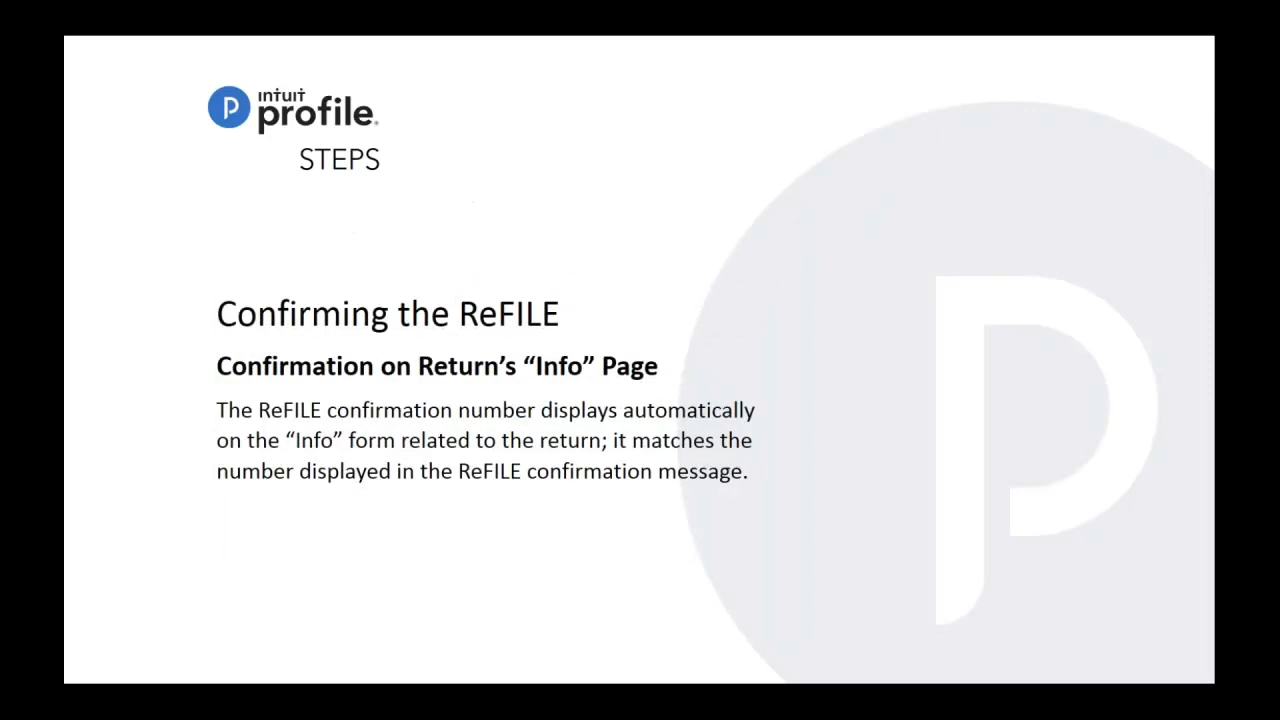 intuit
profile
STEPS
Confirming the ReFILE
Confirmation on Return’s “Info” Page
The ReFILE confirmation number displays automatically
on the “Info” form related to the return; it matches the
number displayed in the ReFILE confirmation message.